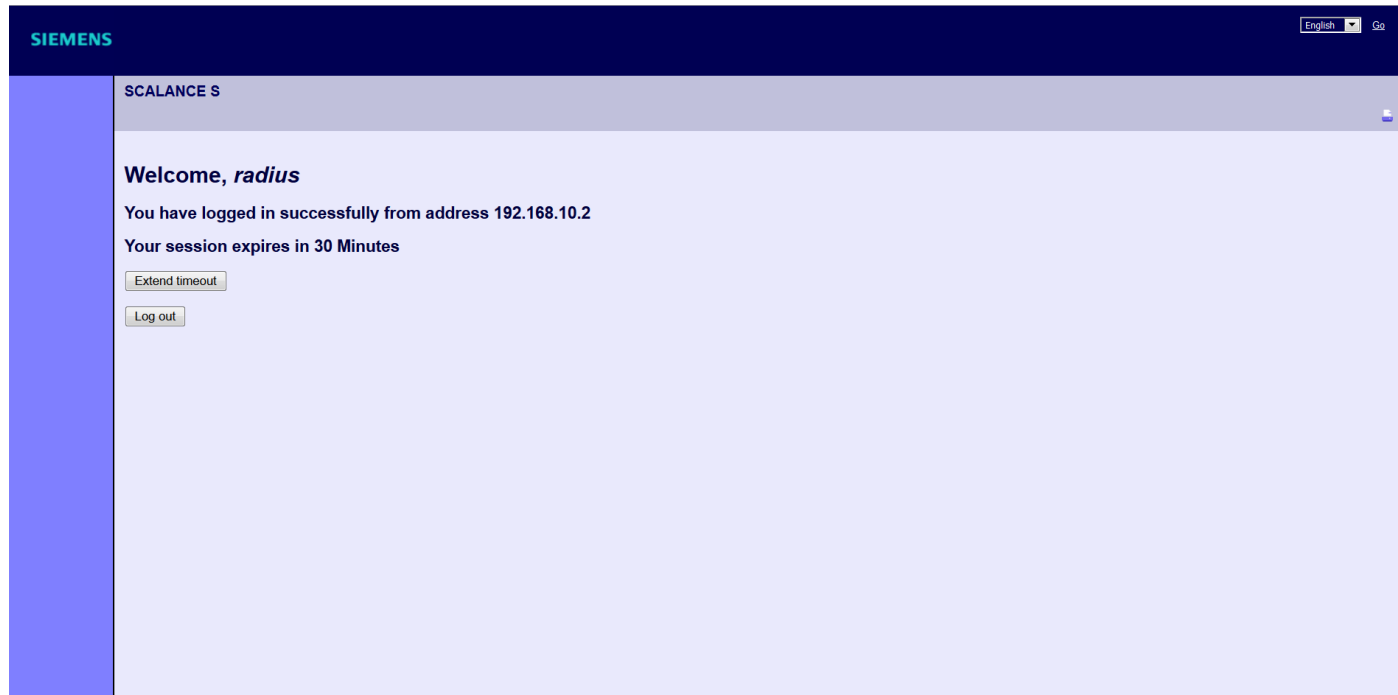 SIEMENS
English Go
SCALANCE S
Welcome, radius
You have logged in successfully from address 192.168.10.2
Your session expires in 30 Minutes
Extend timeout
Log out